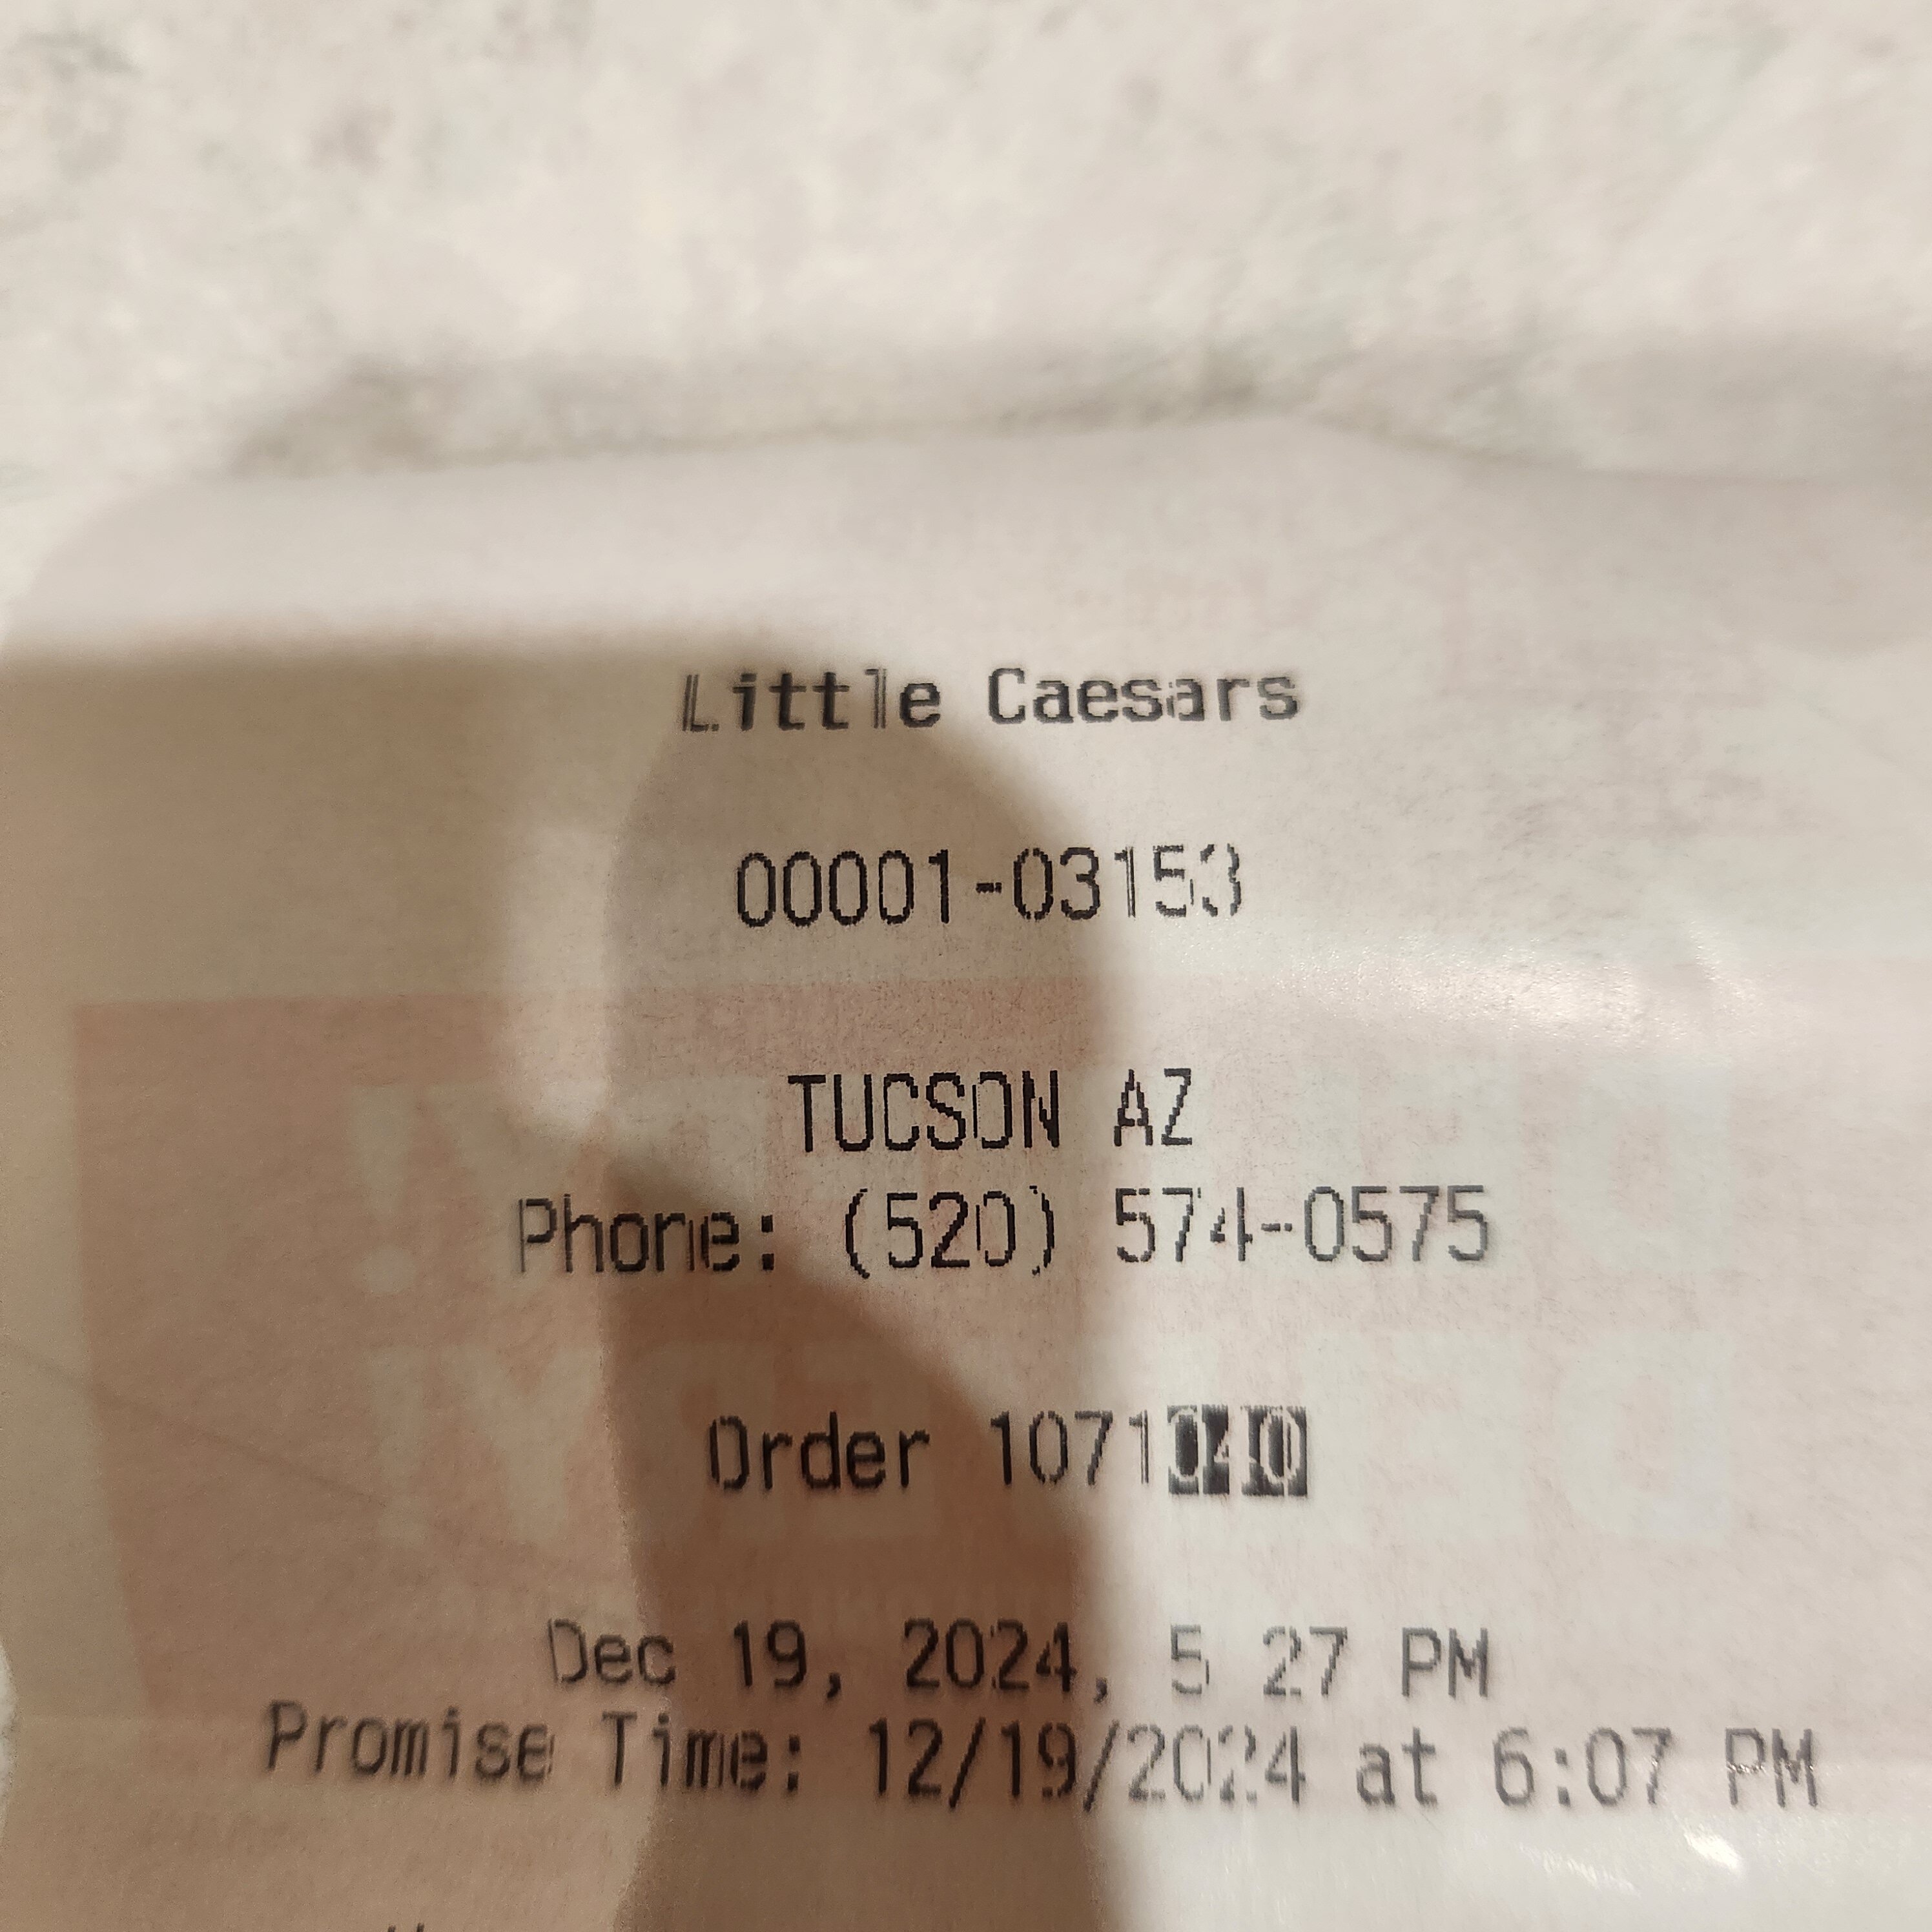 Little Caesars
00001-03153
TUCSON AZ
Phone: (520) 574-0575
Order 1071040
Dec 19, 2024, 5 27 PM
Promise Time: 12/19/2024 at 6:07 PM